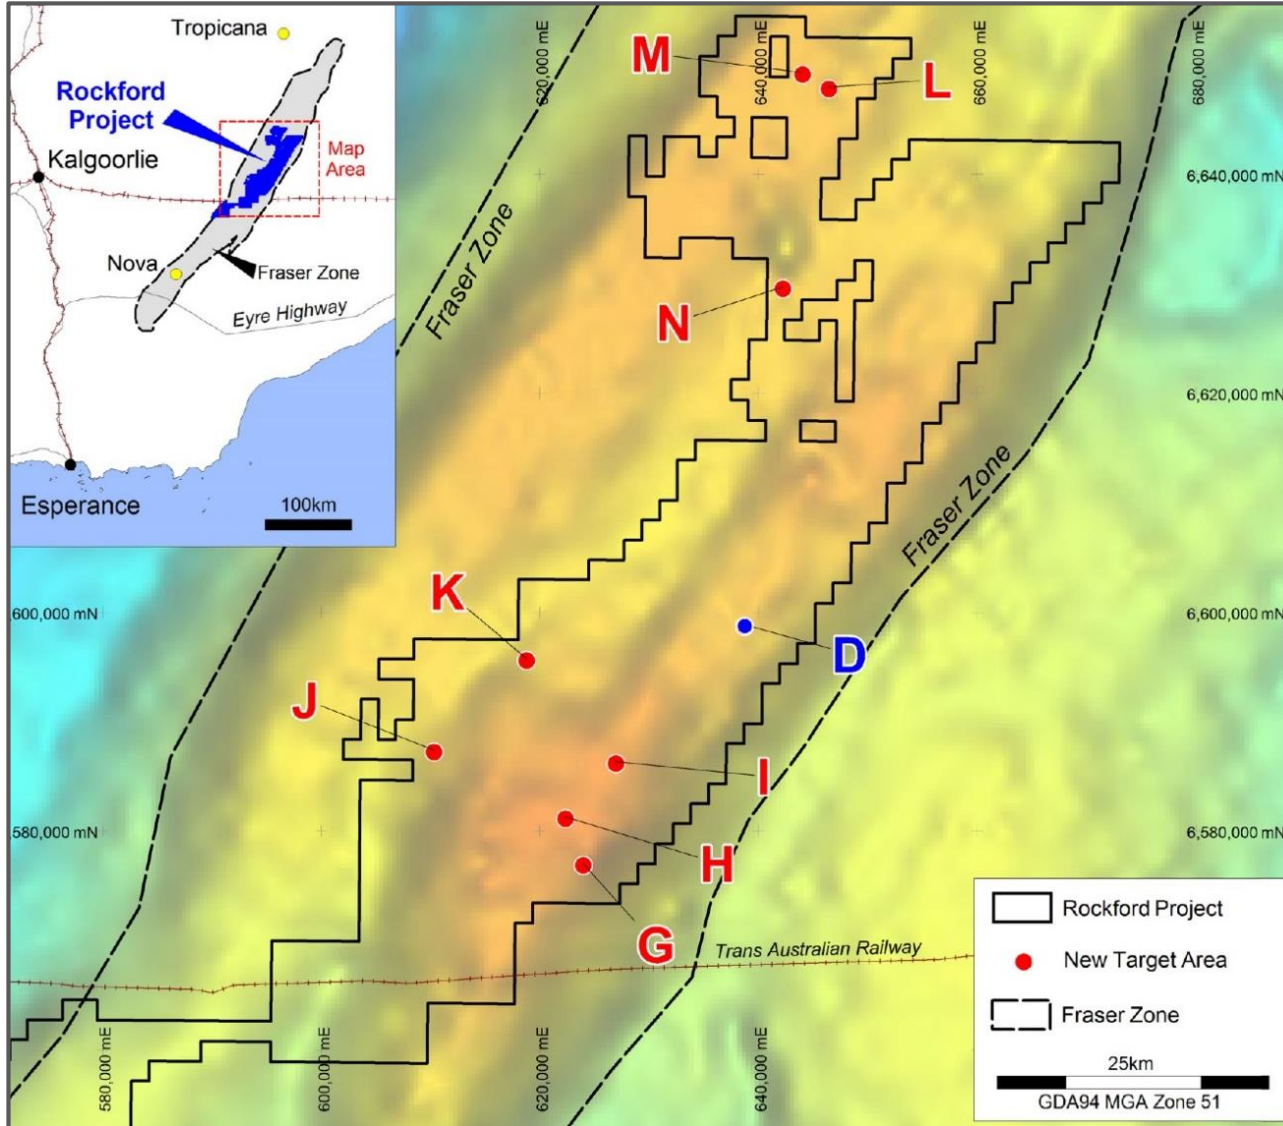 Tropicana
Rockford
Project
Kalgoorlie
Map
Area
Nova
Fraser Zone
Eyre Highway
Esperance
100km
620,000 mE
640,000 mE
660,000 mE
680,000 mE
M
L
6,640,000 mN
Fraser Zone
N
6,620,000 mN
Fraser Zone
K
,600,000 mN
6,600,000 mN
D
J
I
,580,000 mN
6,580,000 mN
H
G
Trans Australian Railway
580,000 mE
600,000 mE
620,000 mE
640,000 mE
Rockford Project
New Target Area
Fraser Zone
25km
GDA94 MGA Zone 51